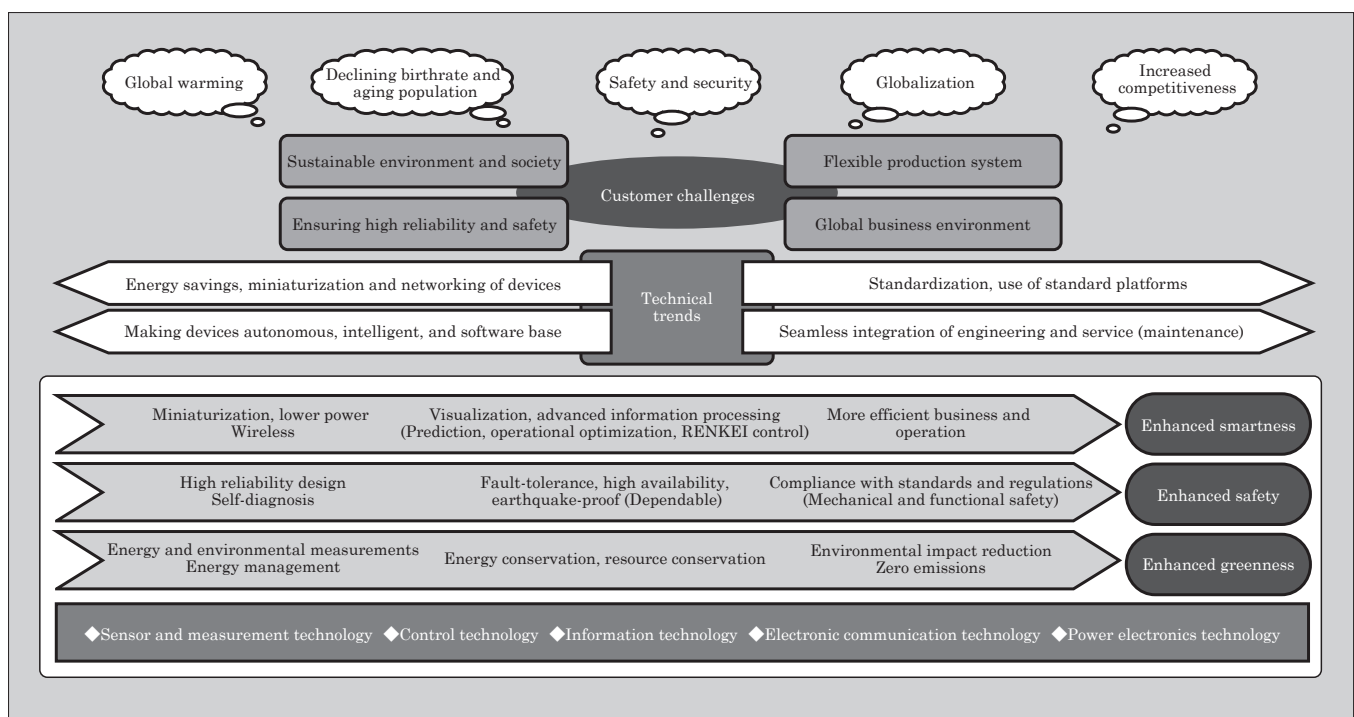 Global warming
Declining birthrate and
aging population
Safety and security
Globalization
Increased
competitiveness
Sustainable environment and society
Customer challenges
Flexible production system
Ensuring high reliability and safety
Global business environment
Energy savings, miniaturization and networking of devices
Technical
trends
Standardization, use of standard platforms
Making devices autonomous, intelligent, and software base
Seamless integration of engineering and service (maintenance)
Miniaturization, lower power
Wireless
Visualization, advanced information processing
(Prediction, operational optimization, RENKEI control)
More efficient business and
operation
Enhanced smartness
High reliability design
Self-diagnosis
Fault-tolerance, high availability,
earthquake-proof (Dependable)
Compliance with standards and regulations
(Mechanical and functional safety)
Enhanced safety
Energy and environmental measurements
Energy management
Energy conservation, resource conservation
Environmental impact reduction
Zero emissions
Enhanced greenness
◆Sensor and measurement technology ◆Control technology ◆Information technology ◆Electronic communication technology ◆Power electronics technology